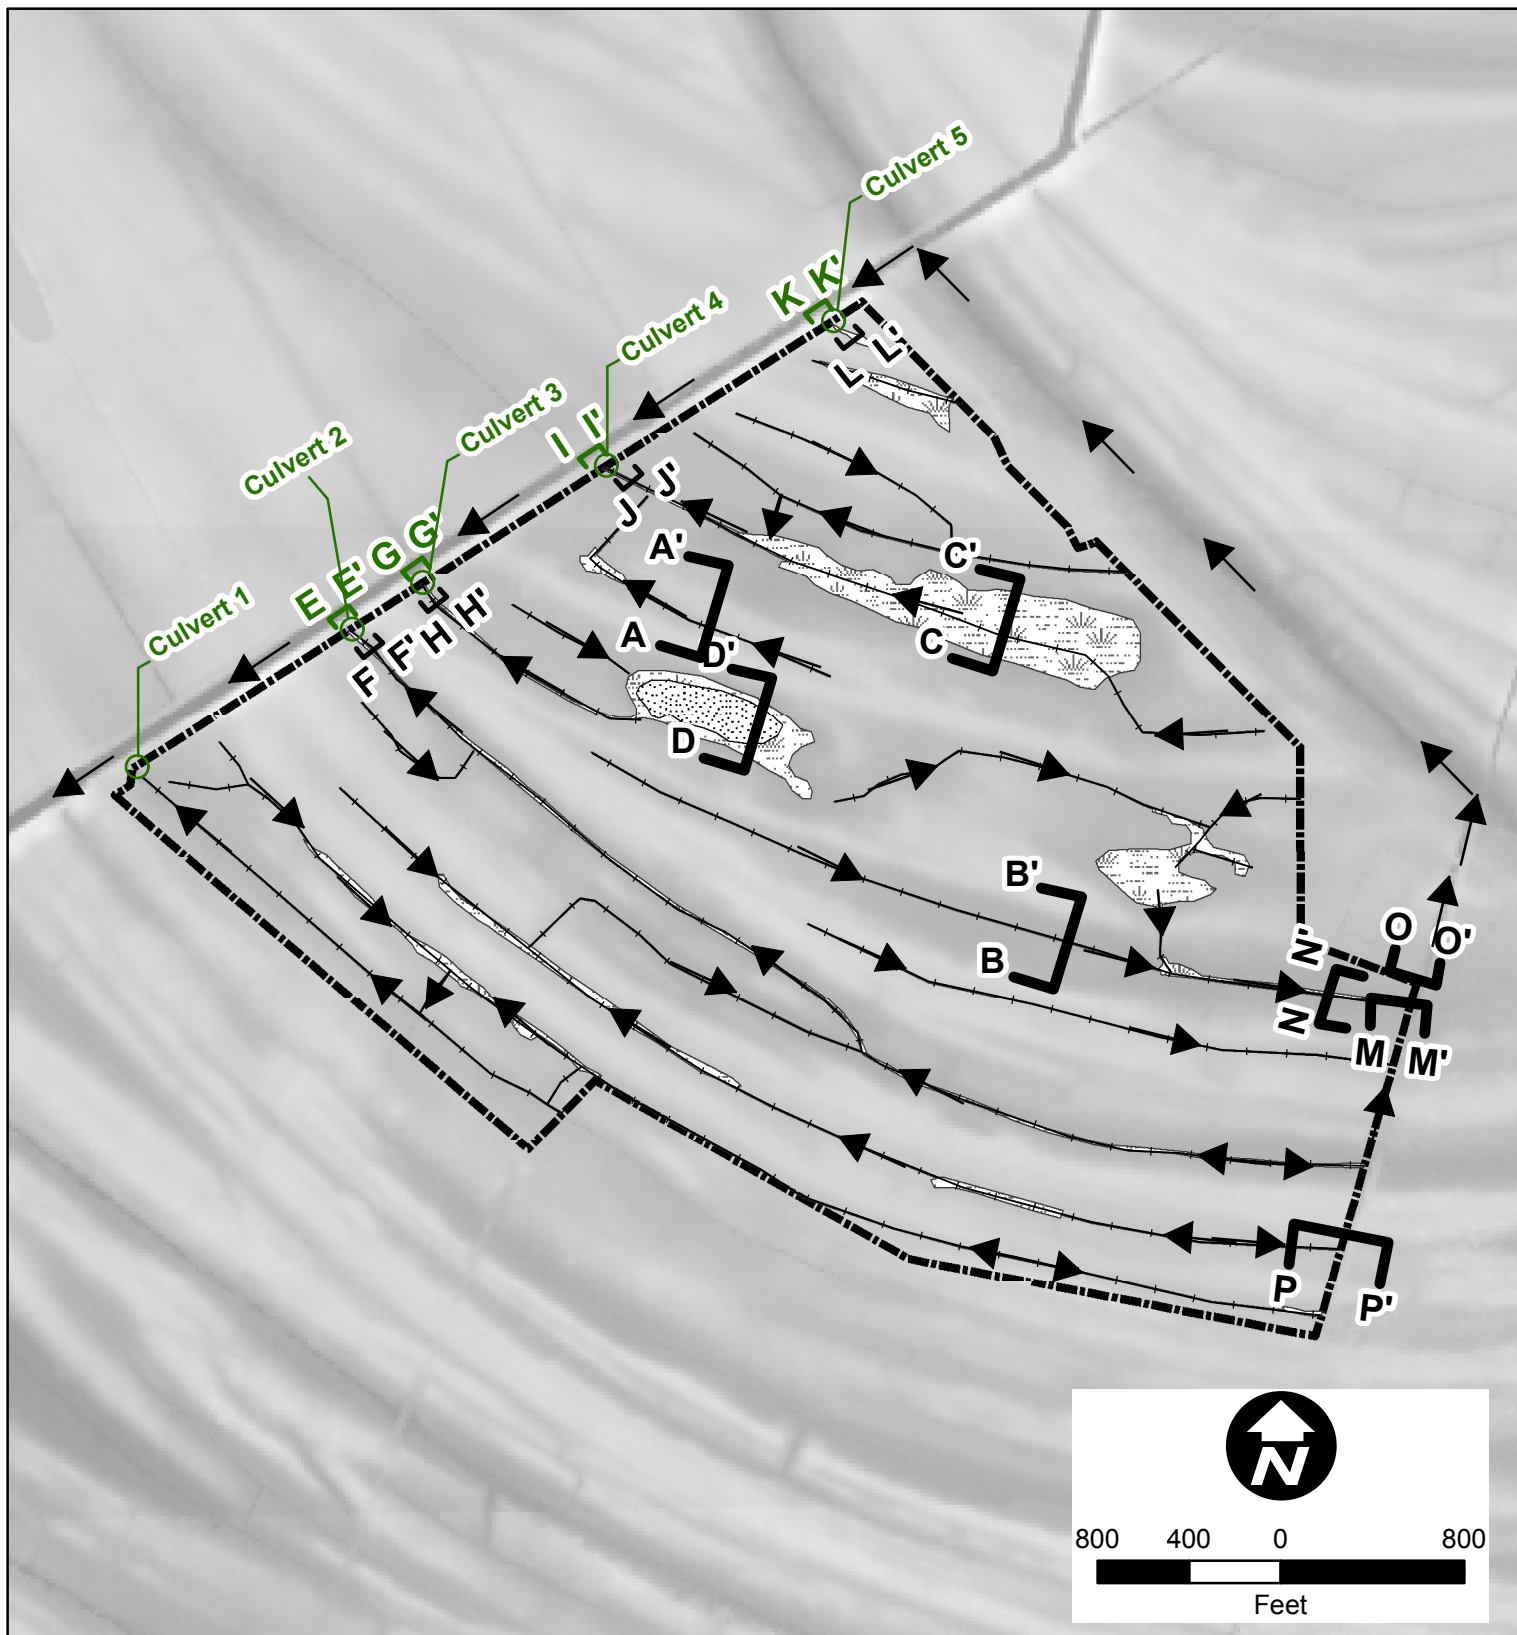 Culvert 5
K K'
L L'
Culvert 4
I I'
J J'
Culvert 3
Culvert 2
G G'
E E'
H H'
F F'
Culvert 1
A'
A
C'
C
D'
D
B'
B
O O'
N'
N
M M'
P P'
N
800 400 0 800
Feet